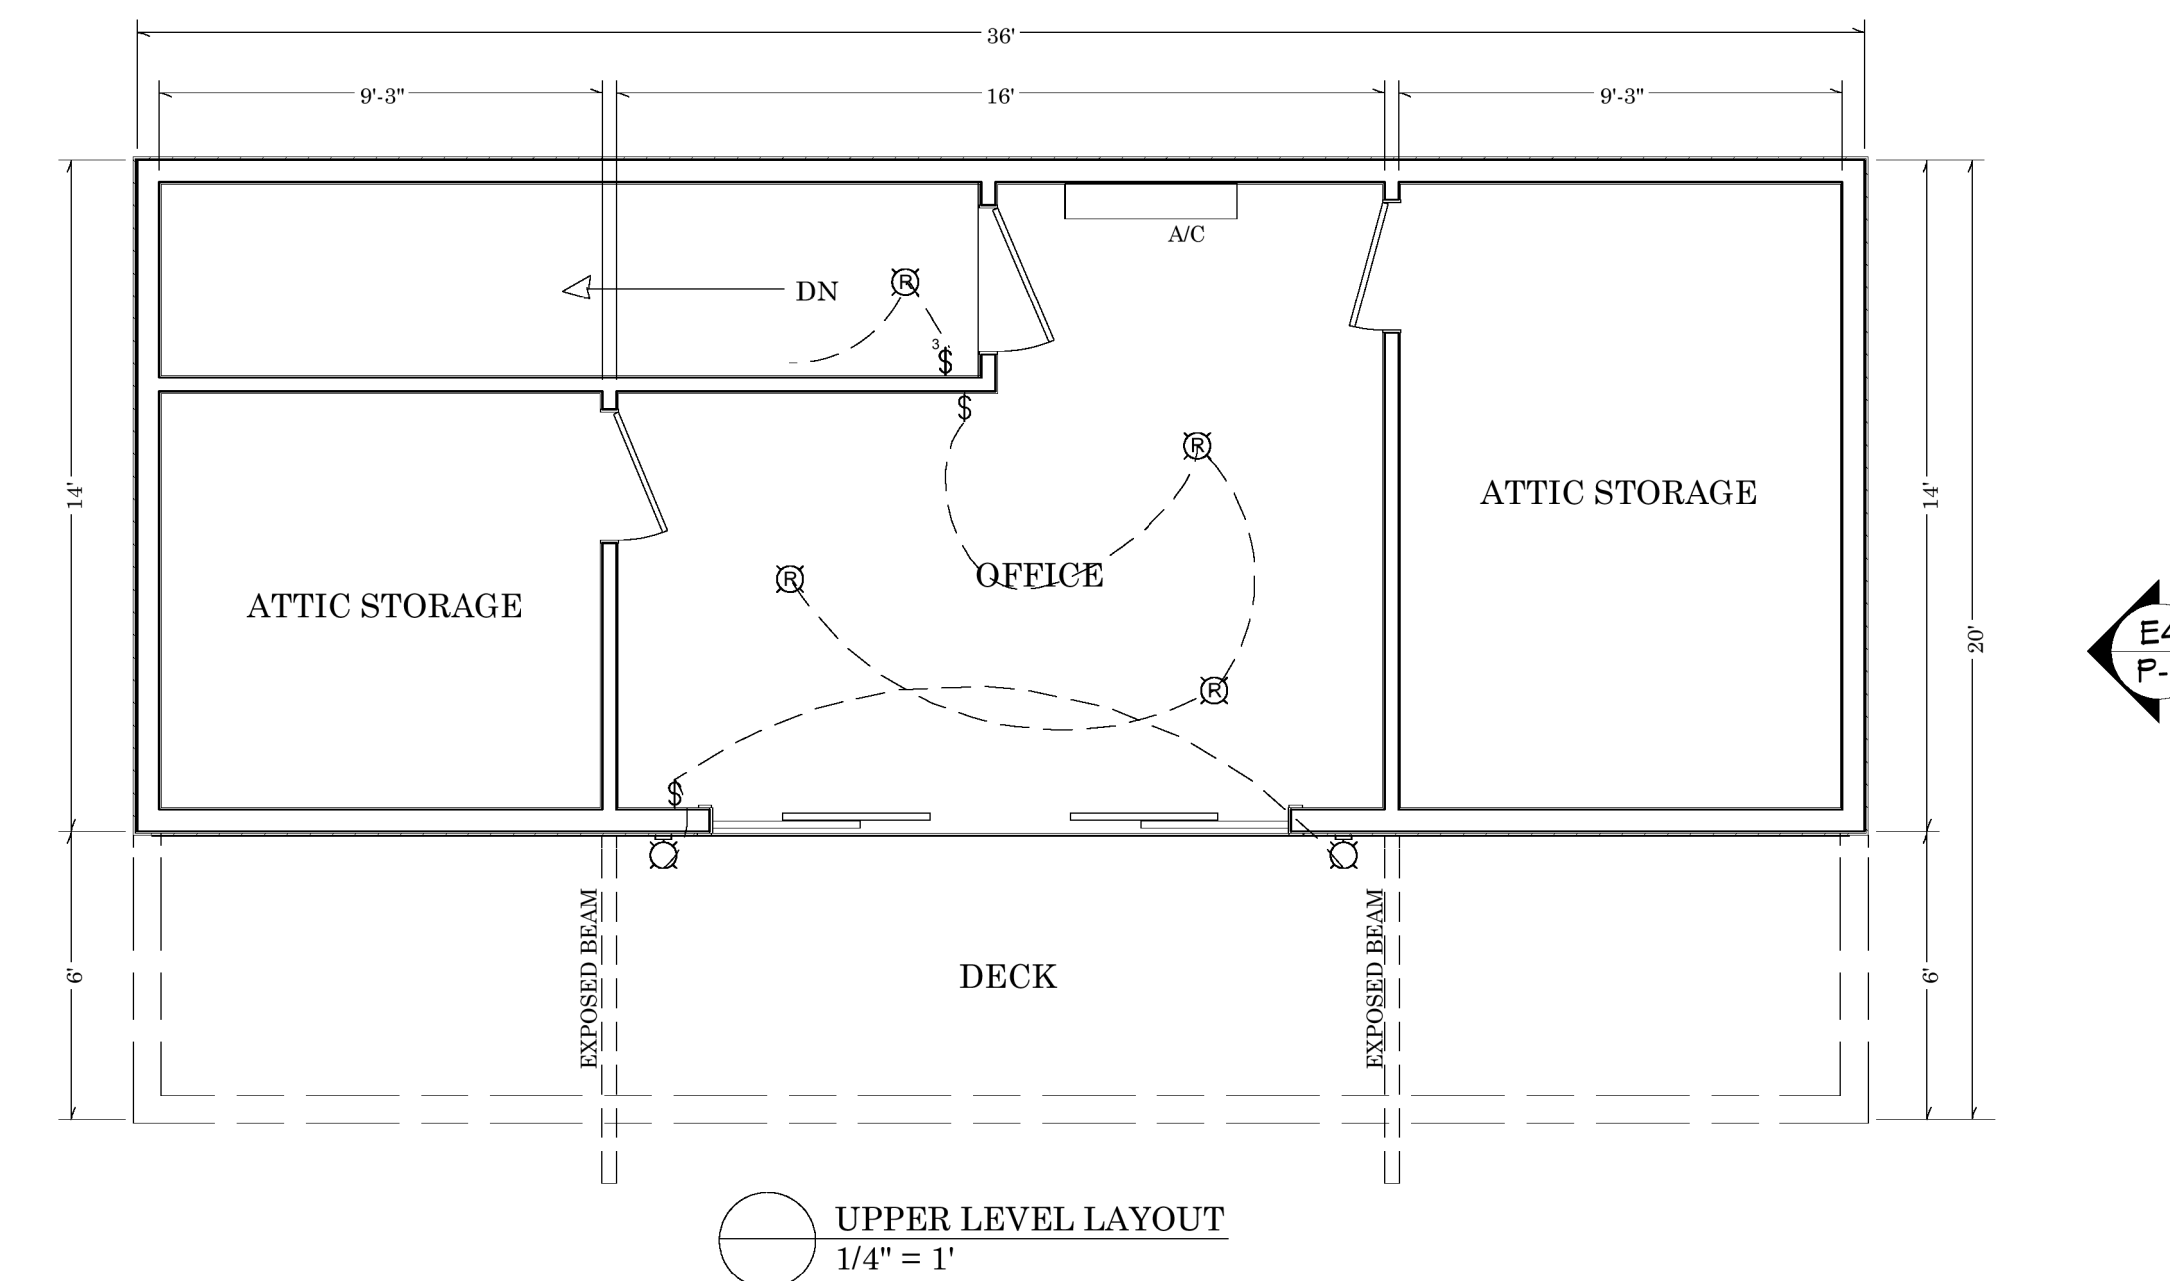 36'
9'-3"
16'
9'-3"
A/C
DN
R
3
$
$
R
14'
14'
ATTIC STORAGE
OFFICE
R
ATTIC STORAGE
20'
E4
P-
R
$
EXPOSED BEAM
EXPOSED BEAM
6'
DECK
6'
UPPER LEVEL LAYOUT
1/4" = 1'